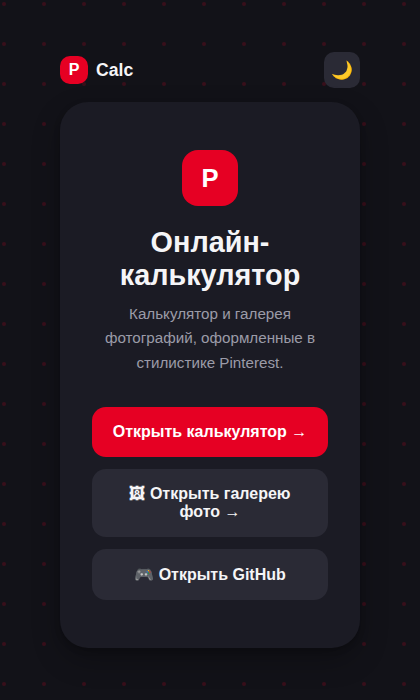 P Calc
P
Онлайн-
калькулятор
Калькулятор и галерея
фотографий, оформленные в
стилистике Pinterest.
Открыть калькулятор →
🖼 Открыть галерею
фото →
🎮 Открыть GitHub